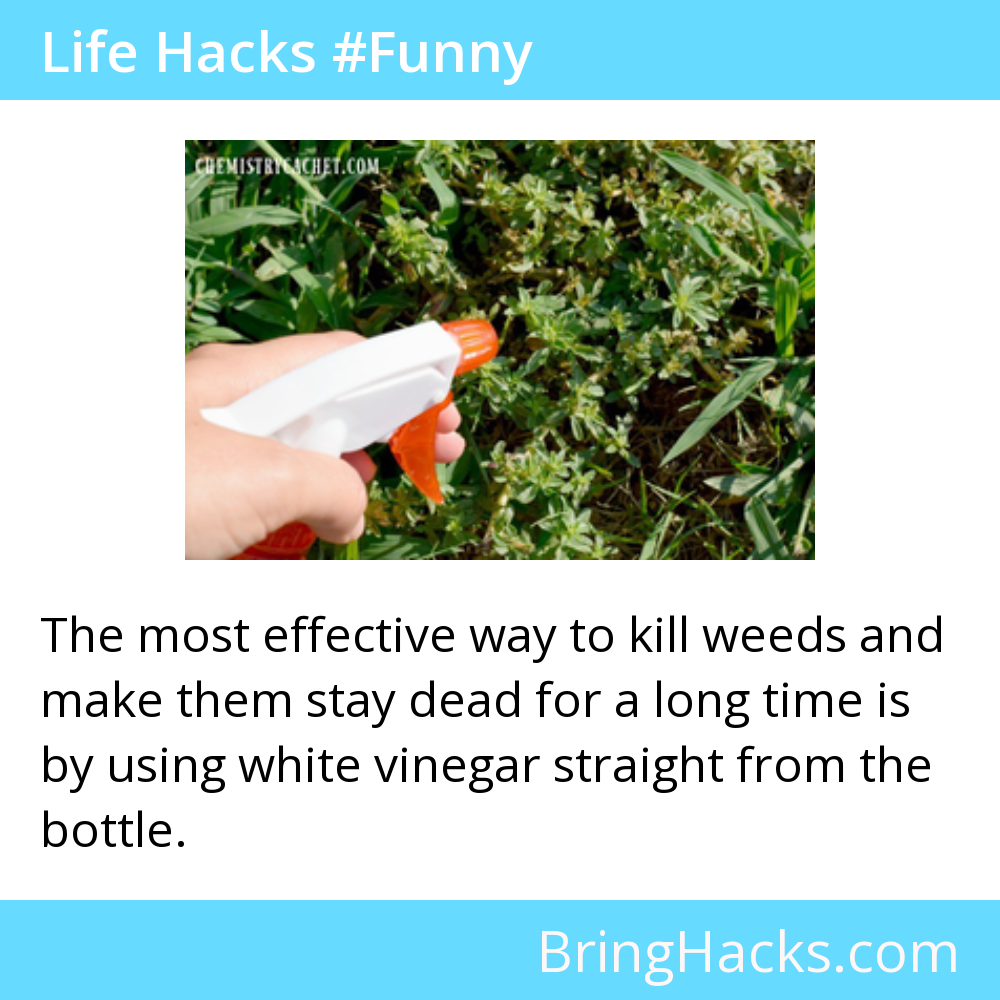 Life Hacks #Funny
CHEMISTRYCACHET.COM
The most effective way to kill weeds and
make them stay dead for a long time is
by using white vinegar straight from the
bottle.
BringHacks.com